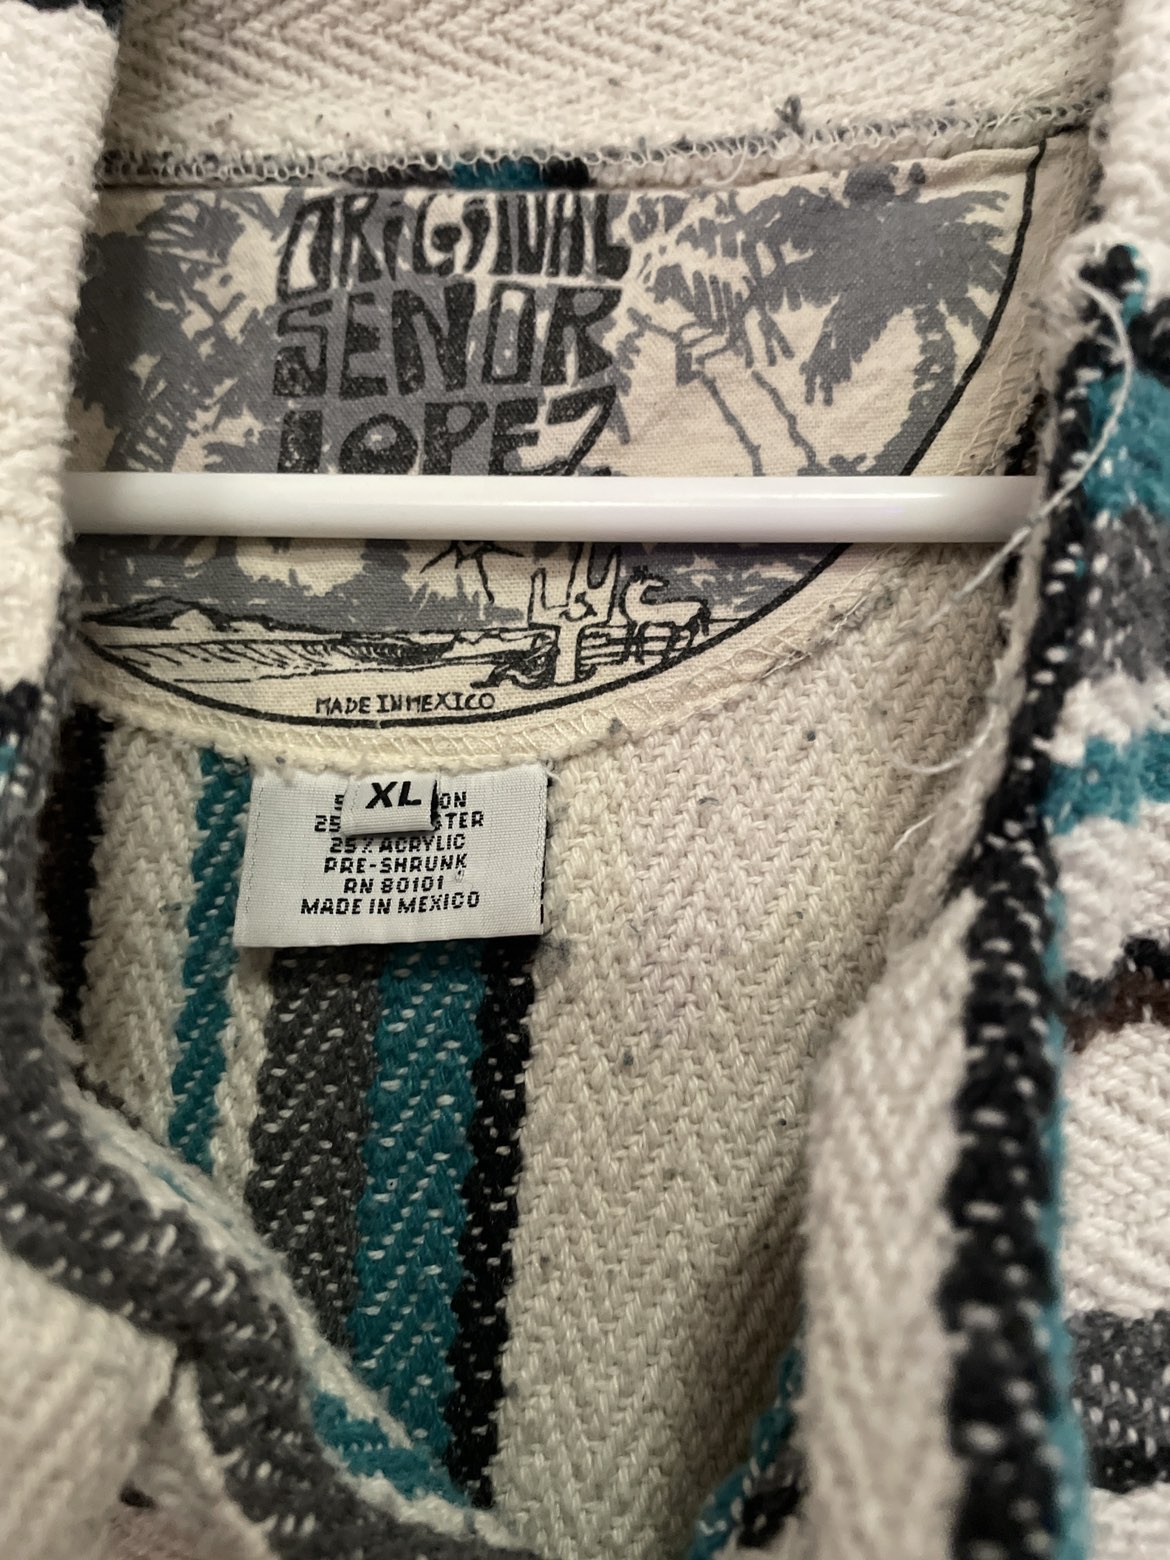 ORIGINAL
SENOR
LOPEZ
MADE IN MEXICO
XL
25% ACRYLIC
PRE-SHRUNK
RN 80101
MADE IN MEXICO